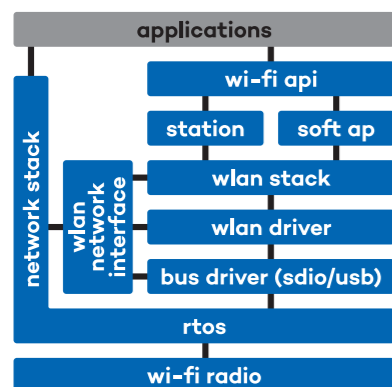 applications
wi-fi api
station
soft ap
network stack
wlan
network
interface
wlan stack
wlan driver
bus driver (sdio/usb)
rtos
wi-fi radio